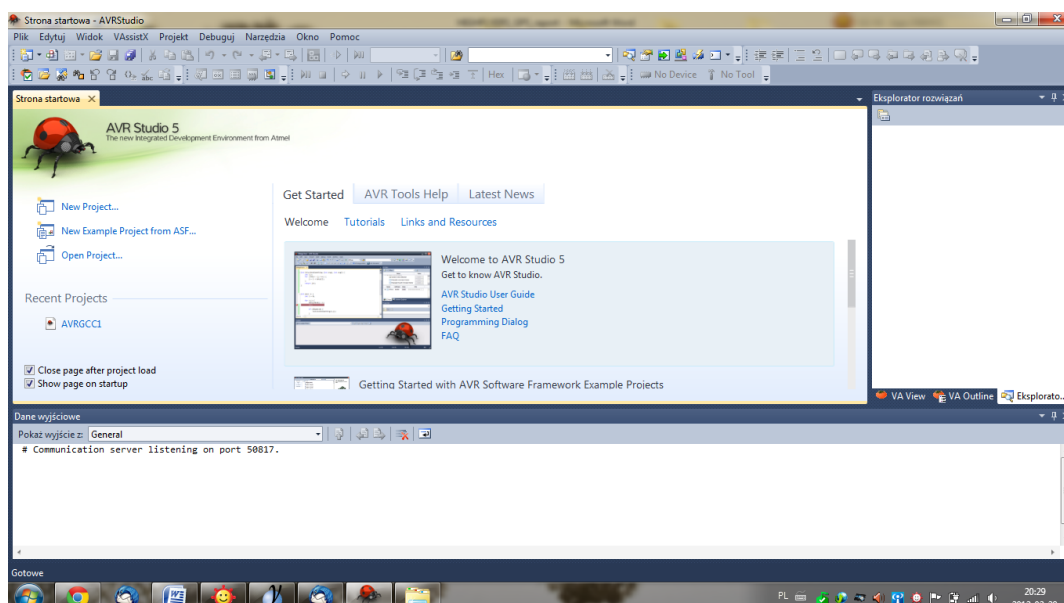 Strona startowa - AVRStudio
Plik Edytuj Widok VAssistX Projekt Debuguj Narzędzia Okno Pomoc
Hex No Device No Tool
Strona startowa
Eksplorator rozwiązań
AVR Studio 5
The new Integrated Development Environment from Atmel
New Project...
New Example Project from ASF...
Open Project...
Recent Projects
AVRGCC1
Close page after project load
Show page on startup
Get Started AVR Tools Help Latest News
Welcome Tutorials Links and Resources
Welcome to AVR Studio 5
Get to know AVR Studio.
AVR Studio User Guide
Getting Started
Programming Dialog
FAQ
Getting Started with AVR Software Framework Example Projects
VA View VA Outline Eksplorato...
Dane wyjściowe
Pokaż wyjście z: General
# Communication server listening on port 50817.
Gotowe
PL
20:29